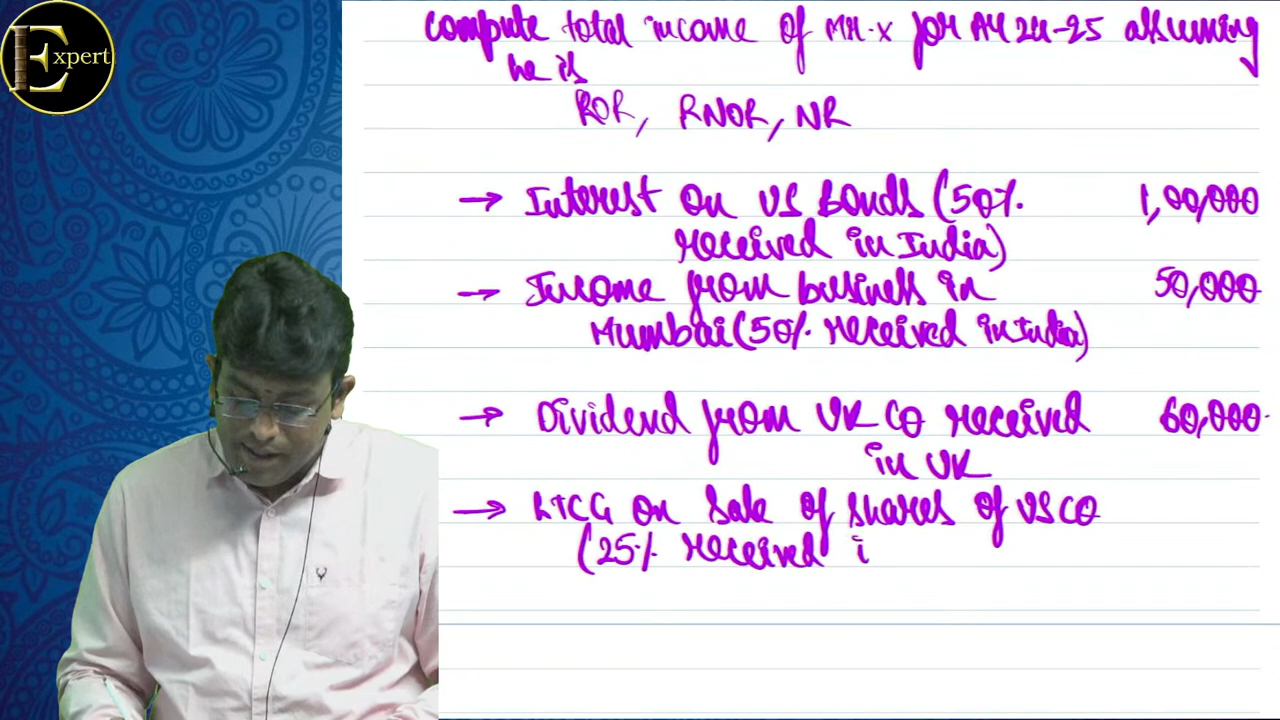 Expert
Compute total income of MR.X for AY 24-25 assuming
he is
ROR, RNOR, NR
→ Interest on US Bonds (50% 1,00,000
received in India)
→ Income from business in 50,000
Mumbai (50% received in India)
→ Dividend from UK CO received 60,000
in UK
→ LTCG on Sale of shares of US CO
(25% received i